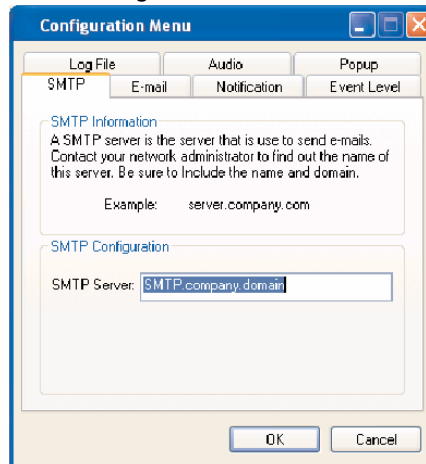 Configuration Menu
Log File Audio Popup
SMTP E-mail Notification Event Level
SMTP Information
A SMTP server is the server that is use to send e-mails.
Contact your network administrator to find out the name of
this server. Be sure to Include the name and domain.
Example: server.company.com
SMTP Configuration
SMTP Server: SMTP.company.domain
OK Cancel